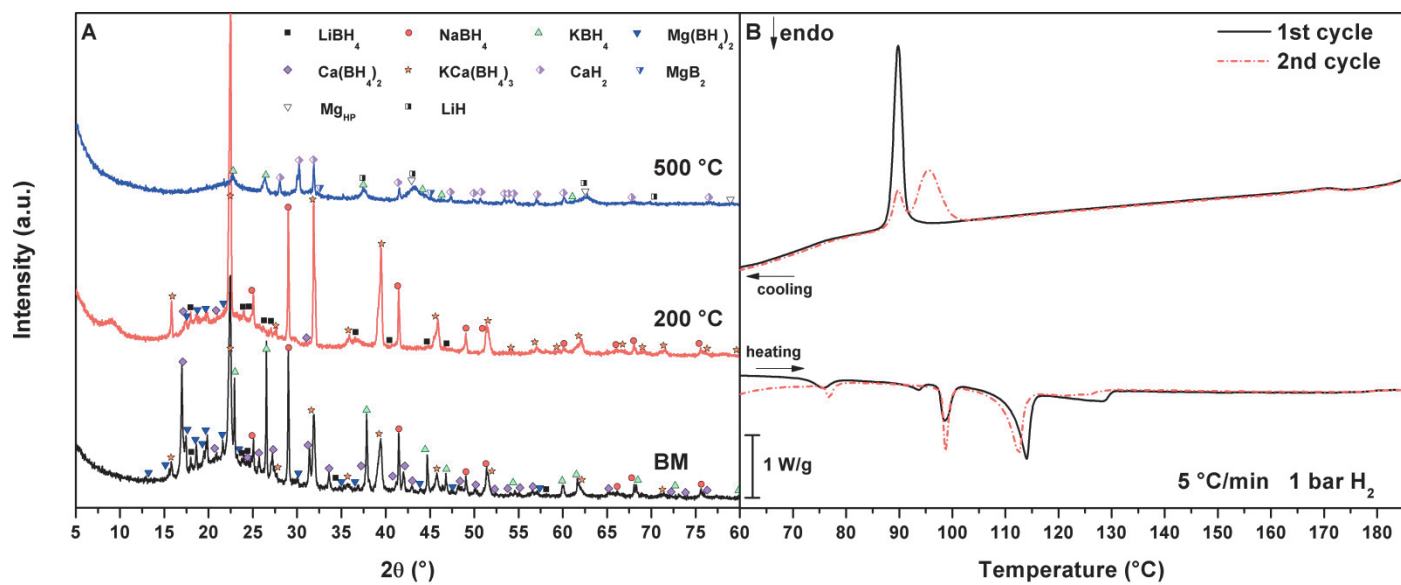 A
LiBH₄ NaBH₄ KBH₄ Mg(BH₄)₂
Ca(BH₄)₂ KCa(BH₄)₃ CaH₂ MgB₂
Mg_HP LiH
500 °C
200 °C
BM
Intensity (a.u.)
5 10 15 20 25 30 35 40 45 50 55 60 65 70 75 60
2θ (°)
B
endo
1st cycle
2nd cycle
cooling
heating
1 W/g
5 °C/min 1 bar H₂
70 80 90 100 110 120 130 140 150 160 170 180
Temperature (°C)